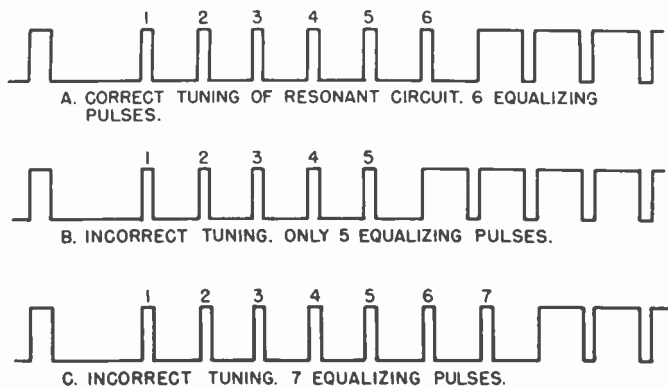 1 2 3 4 5 6
A. CORRECT TUNING OF RESONANT CIRCUIT. 6 EQUALIZING
PULSES.
1 2 3 4 5
B. INCORRECT TUNING. ONLY 5 EQUALIZING PULSES.
1 2 3 4 5 6 7
C. INCORRECT TUNING. 7 EQUALIZING PULSES.